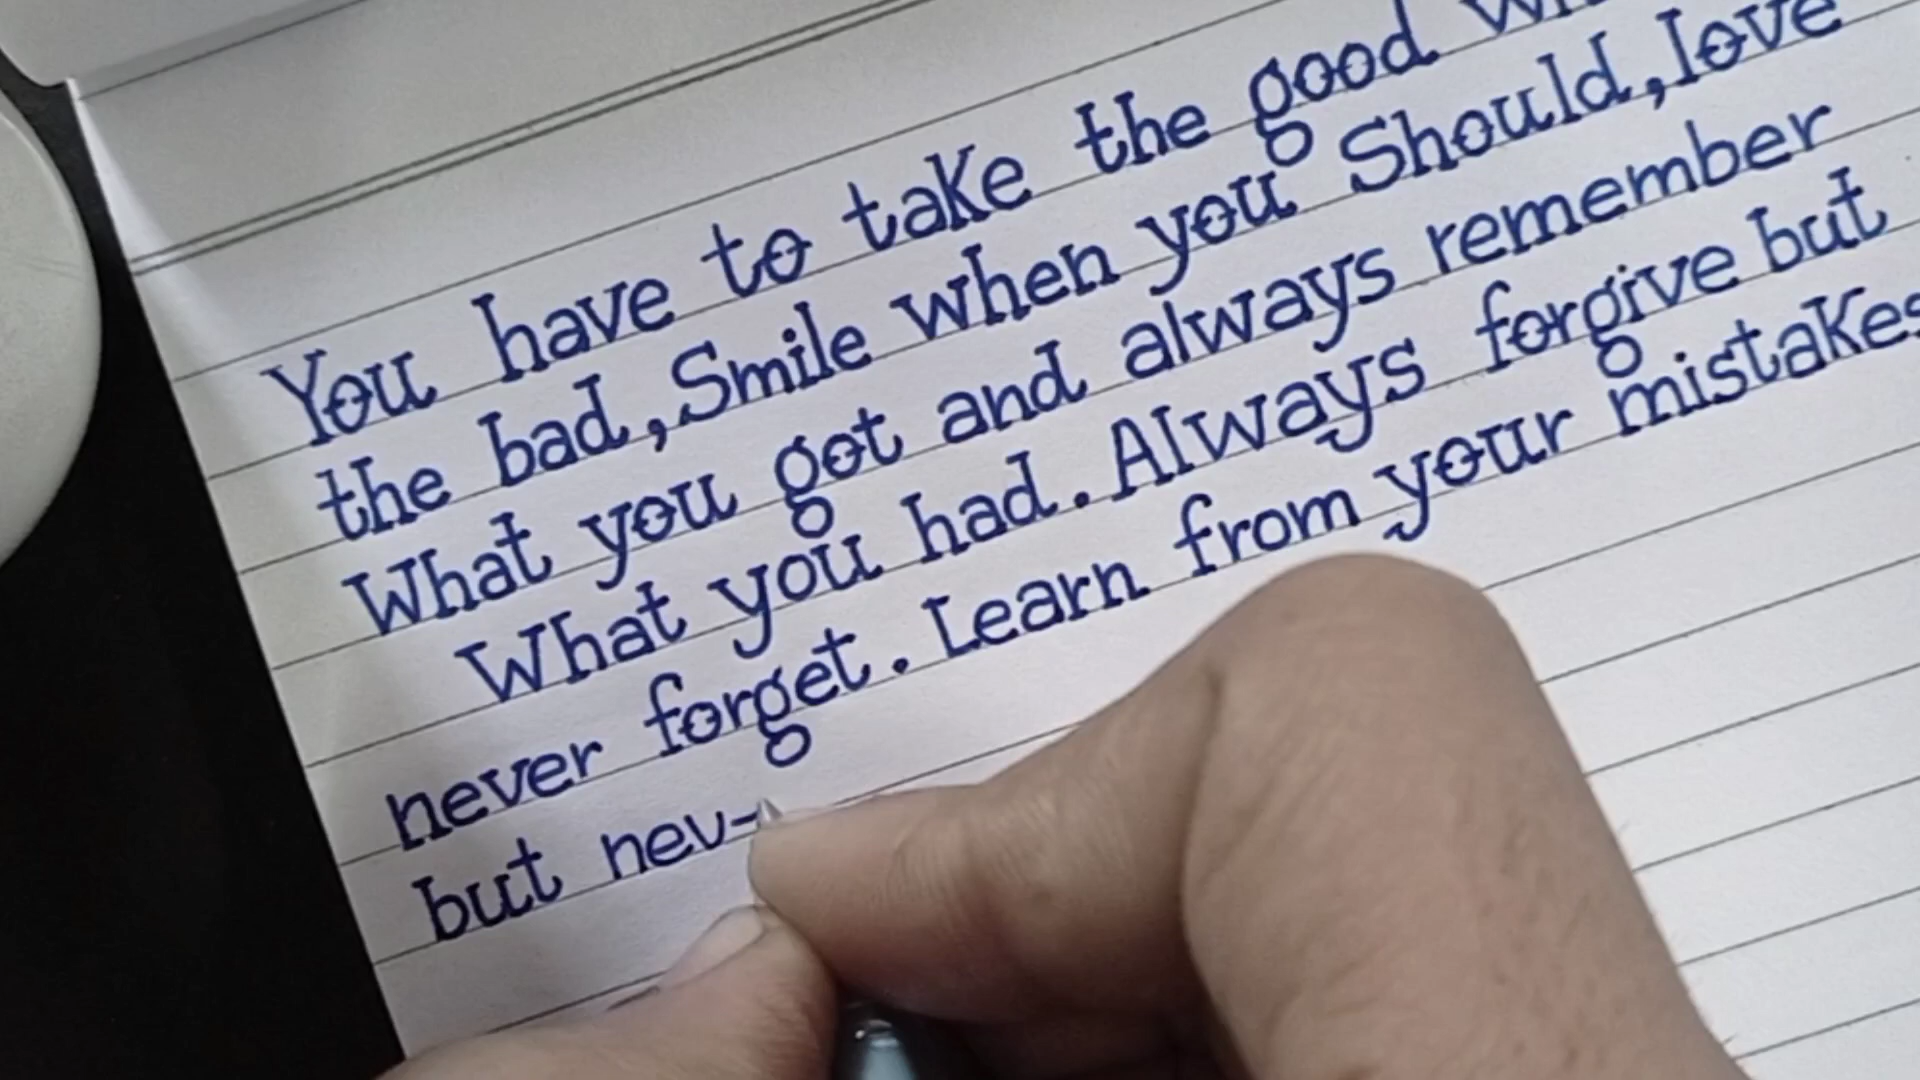 You have to take the good wi
the bad, Smile when you Should, love
What you got and always remember
What you had. Always forgive but
never forget. Learn from your mistakes
but nev